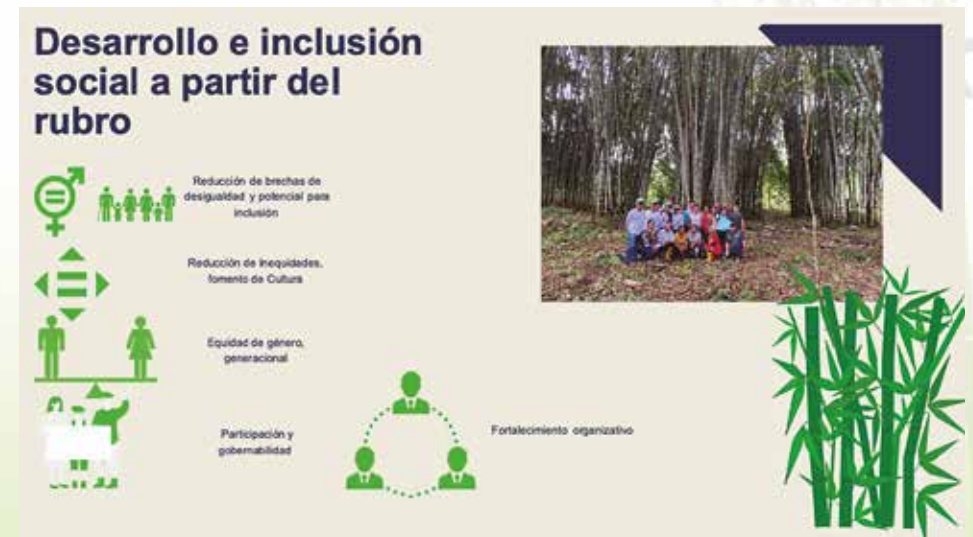 Desarrollo e inclusión
social a partir del
rubro
Reducción de brechas de
desigualdad y potencial para
inclusión
Reducción de Inequidades,
fomento de Cultura
Equidad de género,
generacional
Participación y
gobernabilidad
Fortalecimiento organizativo